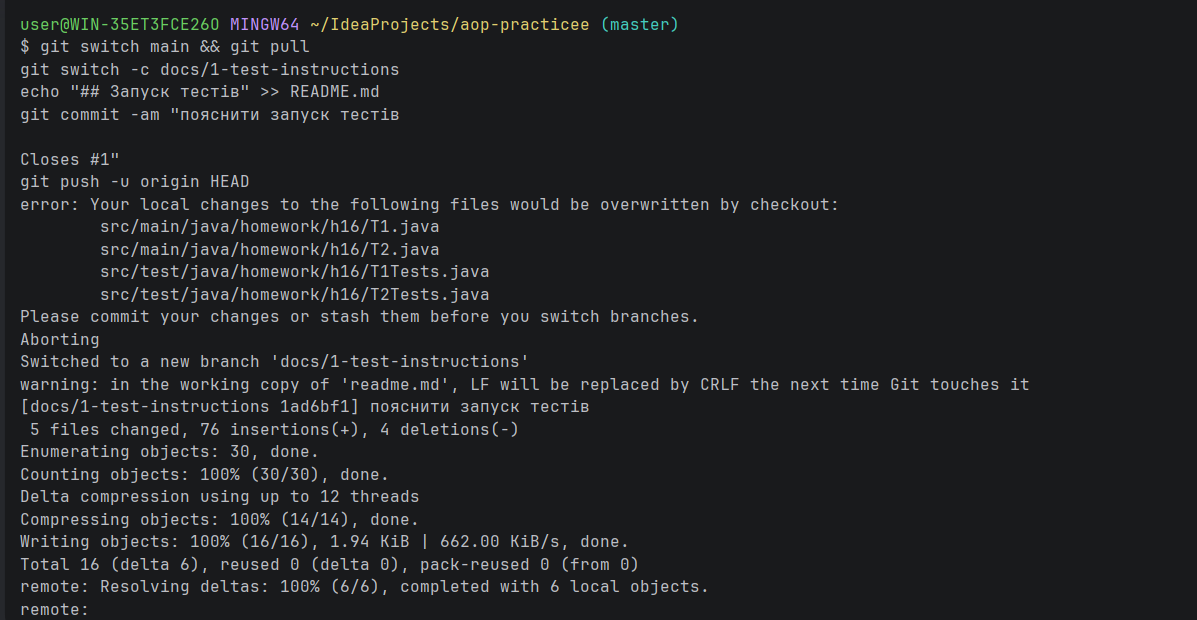 user@WIN-35ET3FCE26O MINGW64 ~/IdeaProjects/aop-practicee (master)
$ git switch main && git pull
git switch -c docs/1-test-instructions
echo "## Запуск тестів" >> README.md
git commit -am "пояснити запуск тестів

Closes #1"
git push -u origin HEAD
error: Your local changes to the following files would be overwritten by checkout:
        src/main/java/homework/h16/T1.java
        src/main/java/homework/h16/T2.java
        src/test/java/homework/h16/T1Tests.java
        src/test/java/homework/h16/T2Tests.java
Please commit your changes or stash them before you switch branches.
Aborting
Switched to a new branch 'docs/1-test-instructions'
warning: in the working copy of 'readme.md', LF will be replaced by CRLF the next time Git touches it
[docs/1-test-instructions 1ad6bf1] пояснити запуск тестів
 5 files changed, 76 insertions(+), 4 deletions(-)
Enumerating objects: 30, done.
Counting objects: 100% (30/30), done.
Delta compression using up to 12 threads
Compressing objects: 100% (14/14), done.
Writing objects: 100% (16/16), 1.94 KiB | 662.00 KiB/s, done.
Total 16 (delta 6), reused 0 (delta 0), pack-reused 0 (from 0)
remote: Resolving deltas: 100% (6/6), completed with 6 local objects.
remote: